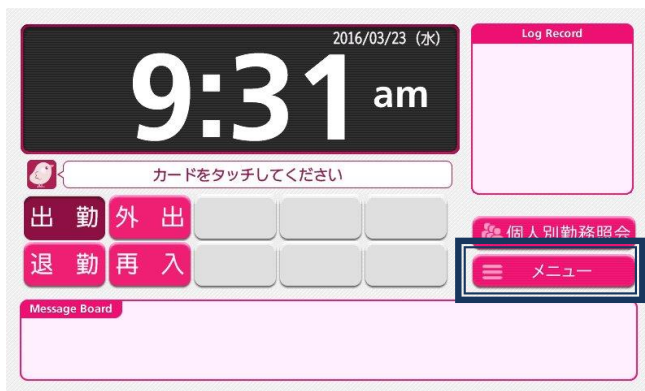 2016/03/23 (水)
9:31 am
Log Record
カードをタッチしてください
出勤
外出
退勤
再入
個人別勤務照会
メニュー
Message Board